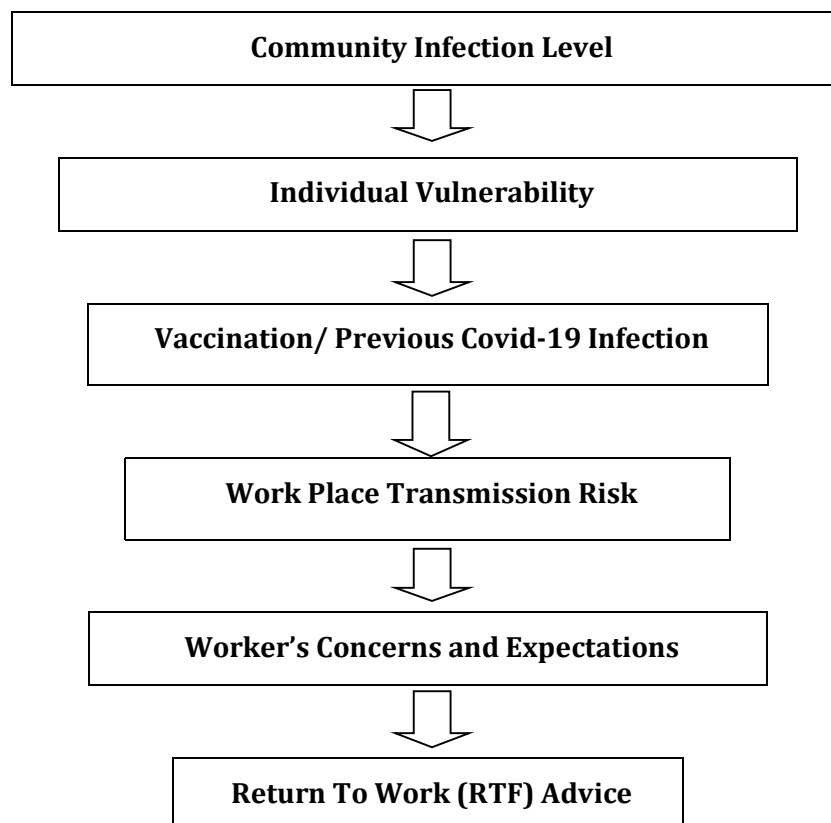 Community Infection Level
Individual Vulnerability
Vaccination/ Previous Covid-19 Infection
Work Place Transmission Risk
Worker's Concerns and Expectations
Return To Work (RTF) Advice